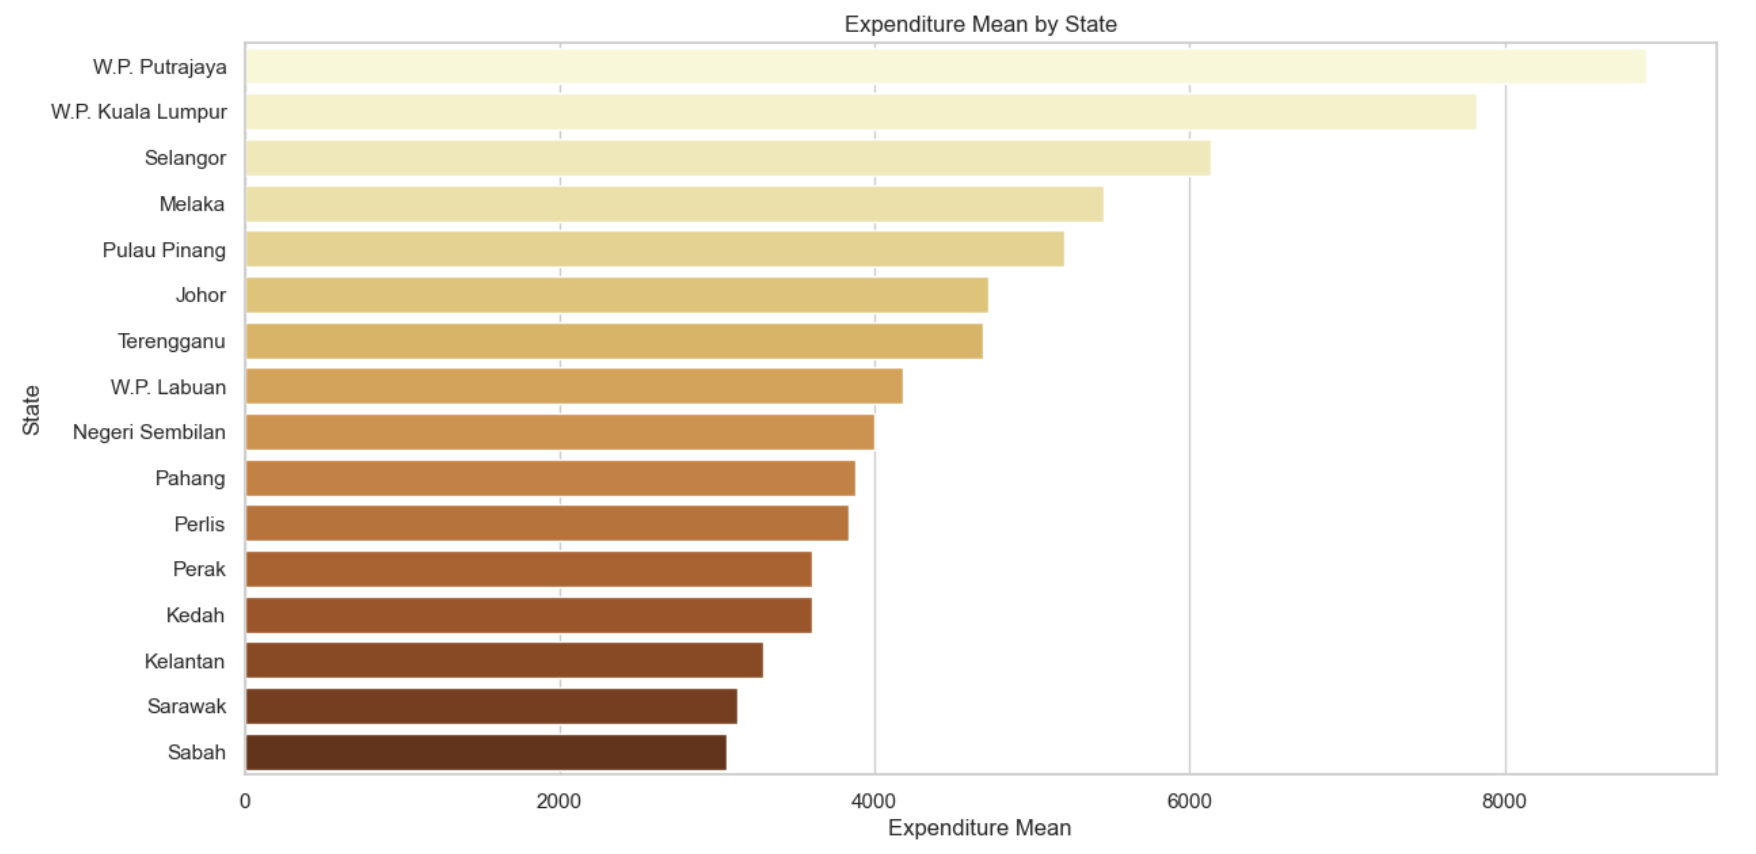 Expenditure Mean by State
W.P. Putrajaya
W.P. Kuala Lumpur
Selangor
Melaka
Pulau Pinang
Johor
Terengganu
W.P. Labuan
Negeri Sembilan
Pahang
Perlis
Perak
Kedah
Kelantan
Sarawak
Sabah
State
0 2000 4000 6000 8000
Expenditure Mean